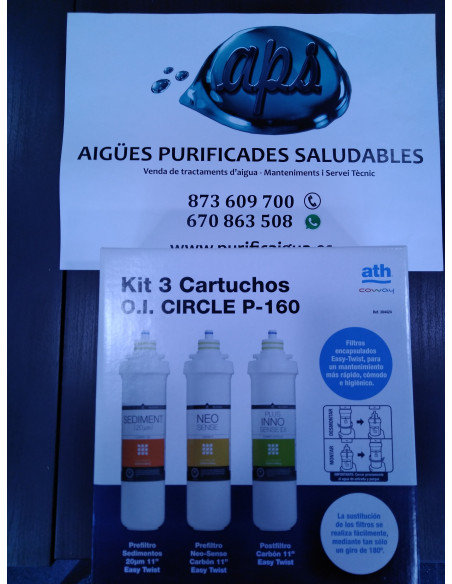 aps
AIGÜES PURIFICADES SALUDABLES
Venda de tractaments d'aigua - Manteniments i Servei Tècnic
873 609 700
670 863 508
www.purificaigua.es
Kit 3 Cartuchos
O.I. CIRCLE P-160
ath
coway
Filtros
encapsulados
Easy-Twist, para
un mantenimiento
más rápido, cómodo
e higiénico.
SEDIMENT
NEO
SENSE
PLUS
INNO
SENSE
DESMONTAR
MONTAR
Prefiltro
Sedimentos
20μm 11"
Easy Twist
Prefiltro
Neo-Sense
Carbón 11"
Easy Twist
Postfiltro
Carbón 11"
Easy Twist
La sustitución
de los filtros se
realiza fácilmente,
mediante tan sólo
un giro de 180º.